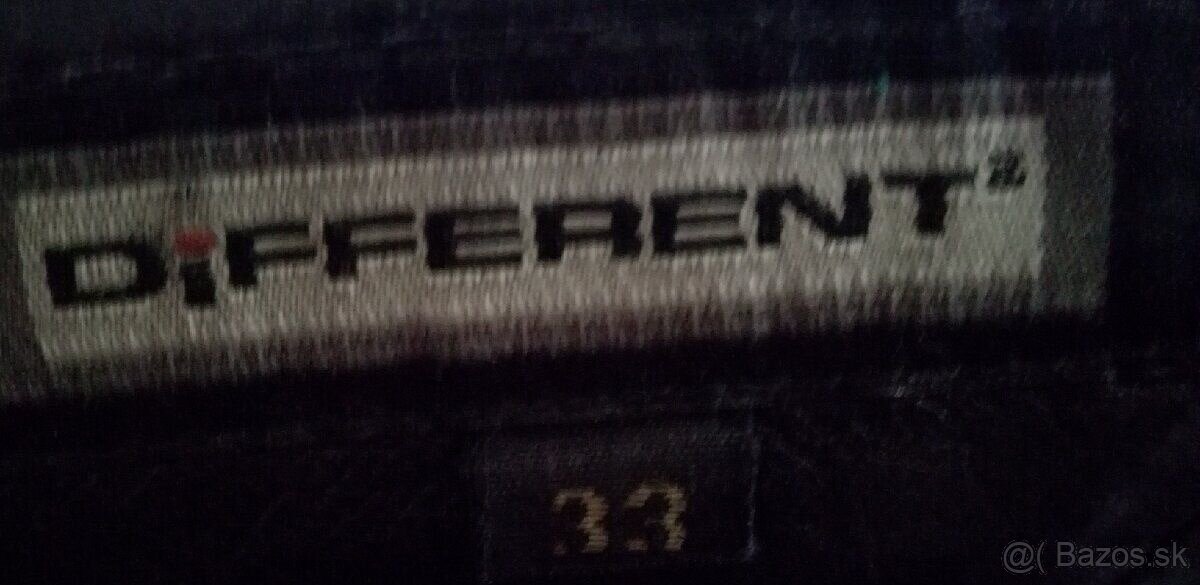 DiFFERENT
33
@( Bazos.sk